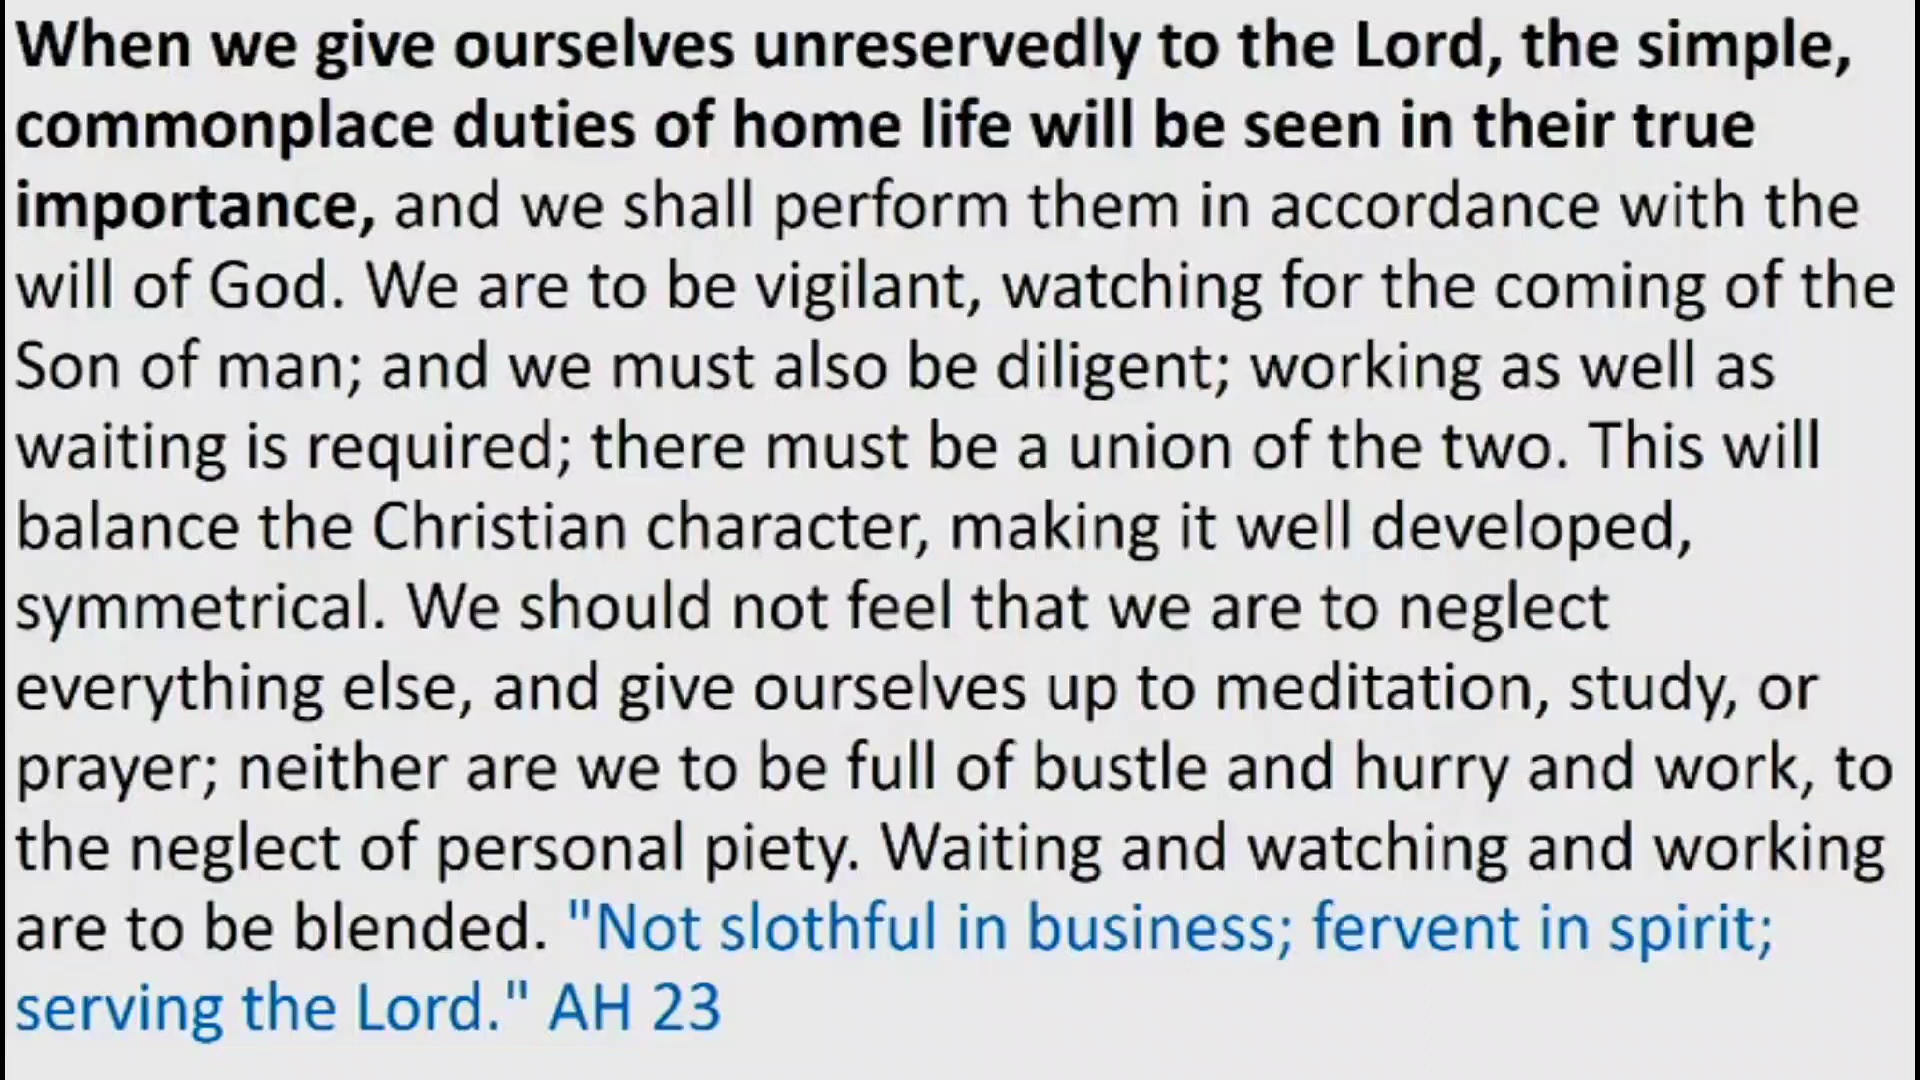 When we give ourselves unreservedly to the Lord, the simple,
commonplace duties of home life will be seen in their true
importance, and we shall perform them in accordance with the
will of God. We are to be vigilant, watching for the coming of the
Son of man; and we must also be diligent; working as well as
waiting is required; there must be a union of the two. This will
balance the Christian character, making it well developed,
symmetrical. We should not feel that we are to neglect
everything else, and give ourselves up to meditation, study, or
prayer; neither are we to be full of bustle and hurry and work, to
the neglect of personal piety. Waiting and watching and working
are to be blended. "Not slothful in business; fervent in spirit;
serving the Lord." AH 23